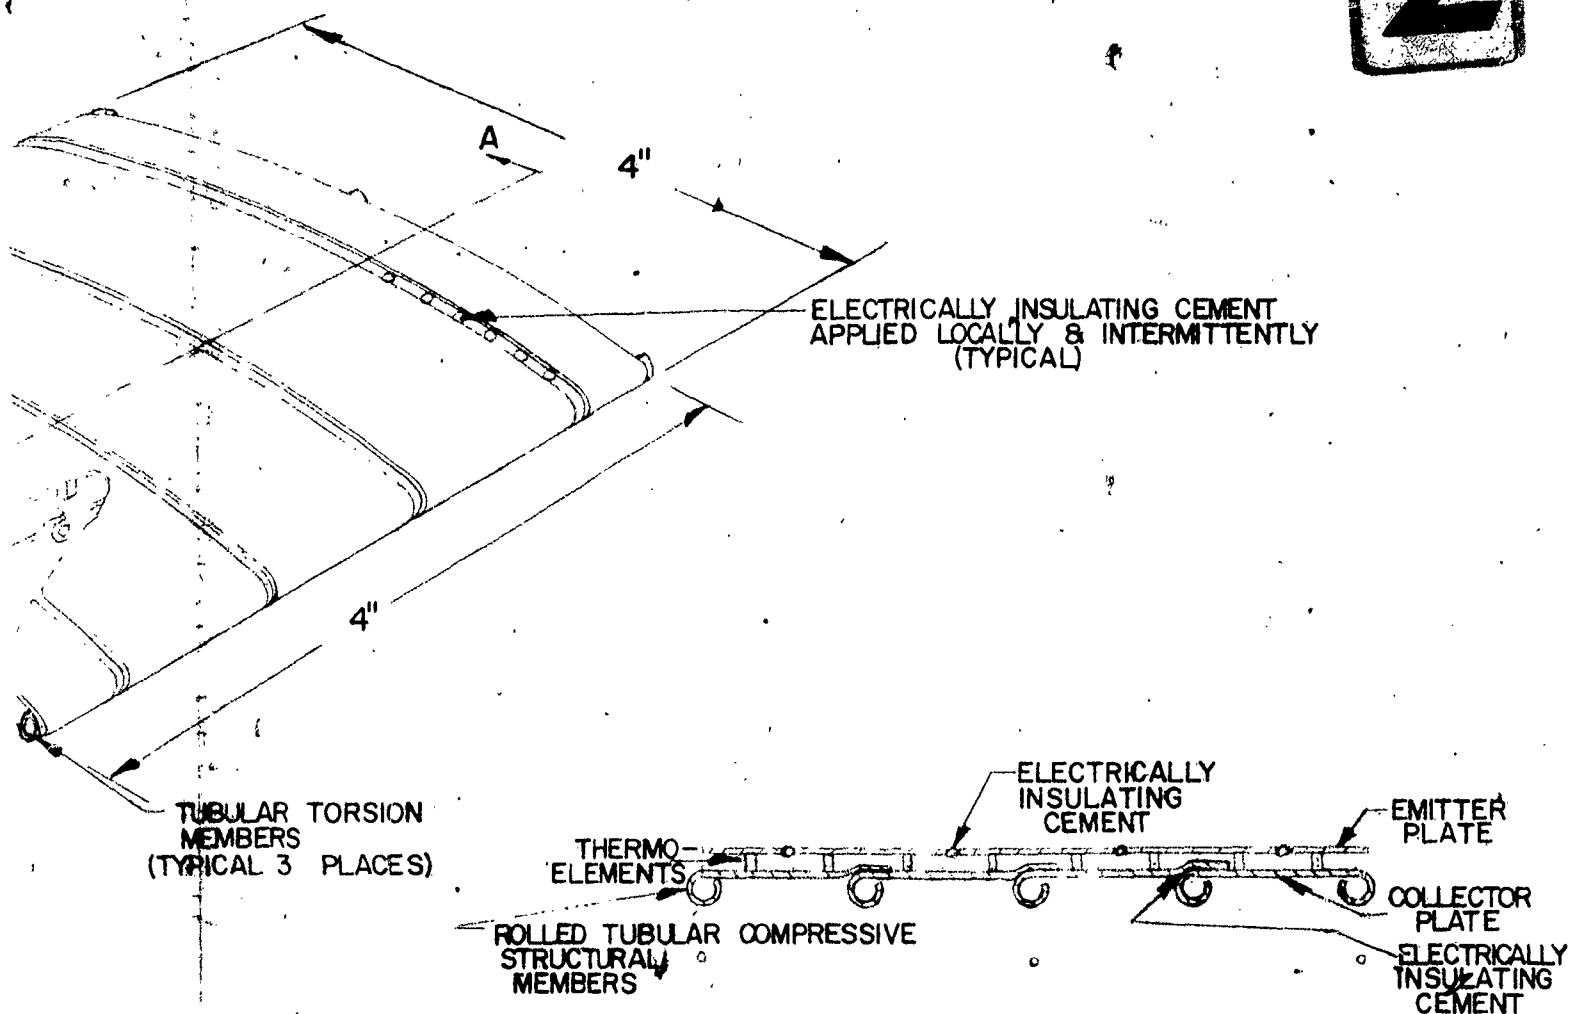 A
4"
ELECTRICALLY INSULATING CEMENT
APPLIED LOCALLY & INTERMITTENTLY
(TYPICAL)
4"
TUBULAR TORSION
MEMBERS
(TYPICAL 3 PLACES)
ELECTRICALLY
INSULATING
CEMENT
EMITTER
PLATE
THERMO-
ELEMENTS
COLLECTOR
PLATE
ROLLED TUBULAR COMPRESSIVE
STRUCTURAL
MEMBERS
ELECTRICALLY
INSULATING
CEMENT